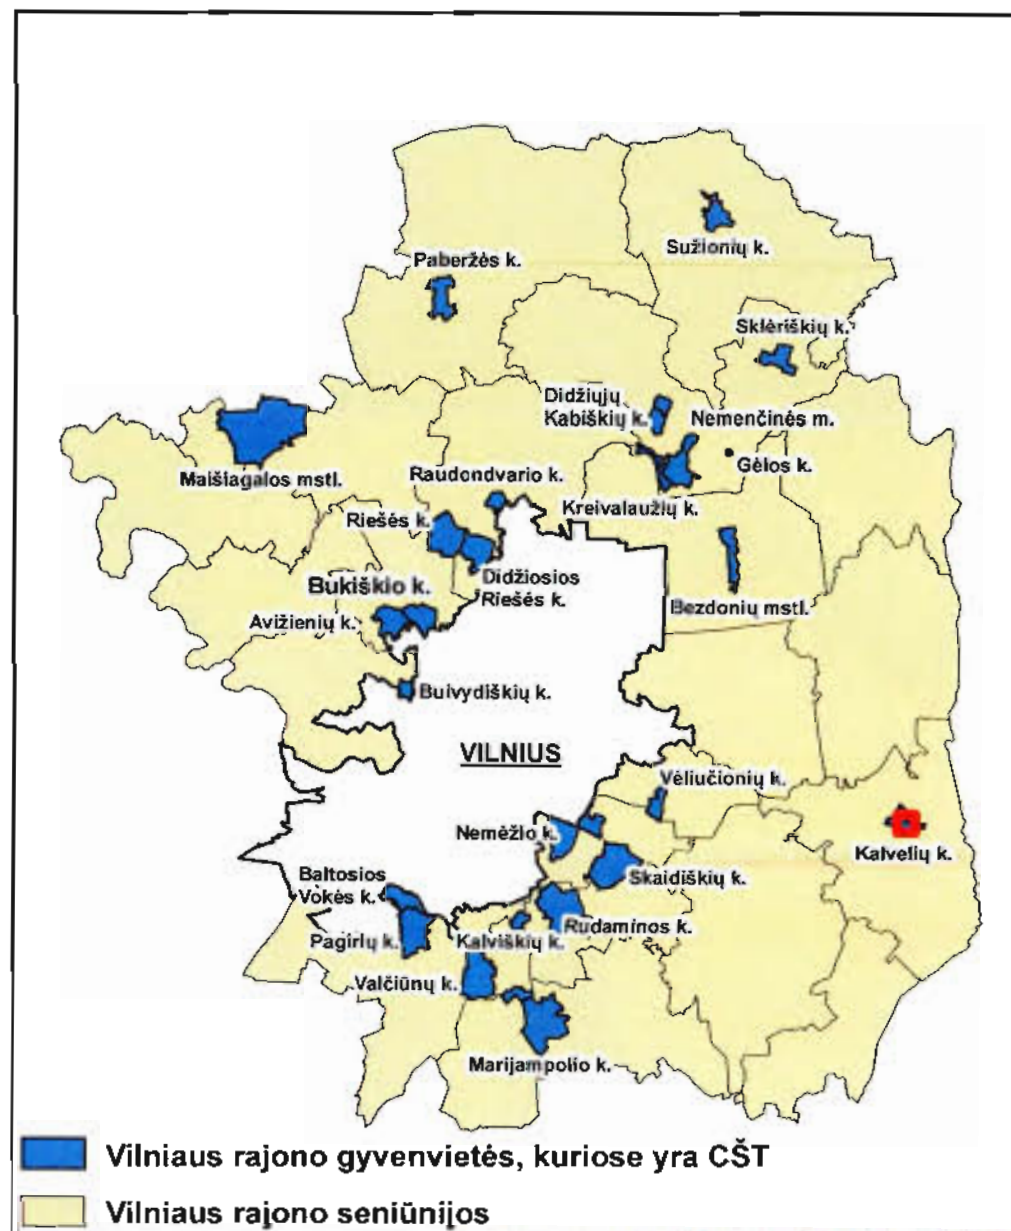 Sužionių k.
Paberžės k.
Sklėriškių k.
Didžiųjų
Kabiškių k.
Nemenčinės m.
Gėlos k.
Maišiagalos mstl.
Raudondvario k.
Kreivalaužių k.
Riešės k.
Didžiosios
Riešės k.
Bukiškio k.
Avižienių k.
Bezdonių mstl.
Buivydiškių k.
VILNIUS
Vėliučionių k.
Nemėžio k.
Kalvelių k.
Skaidiškių k.
Baltosios
Vokės k.
Rudaminos k.
Pagirių k.
Kalviškių k.
Valčiūnų k.
Marijampolio k.
Vilniaus rajono gyvenvietės, kuriose yra CŠT
Vilniaus rajono seniūnijos